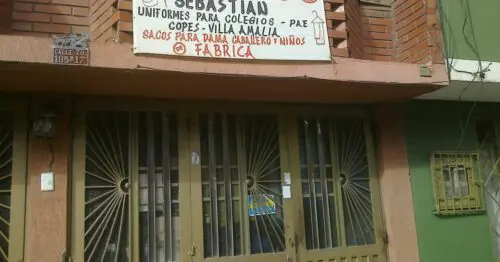 SEBASTIAN
UNIFORMES PARA COLEGIOS - PAE
COPES - VILLA AMALIA
SACOS PARA DAMA CABALLERO Y NIÑOS
FABRICA